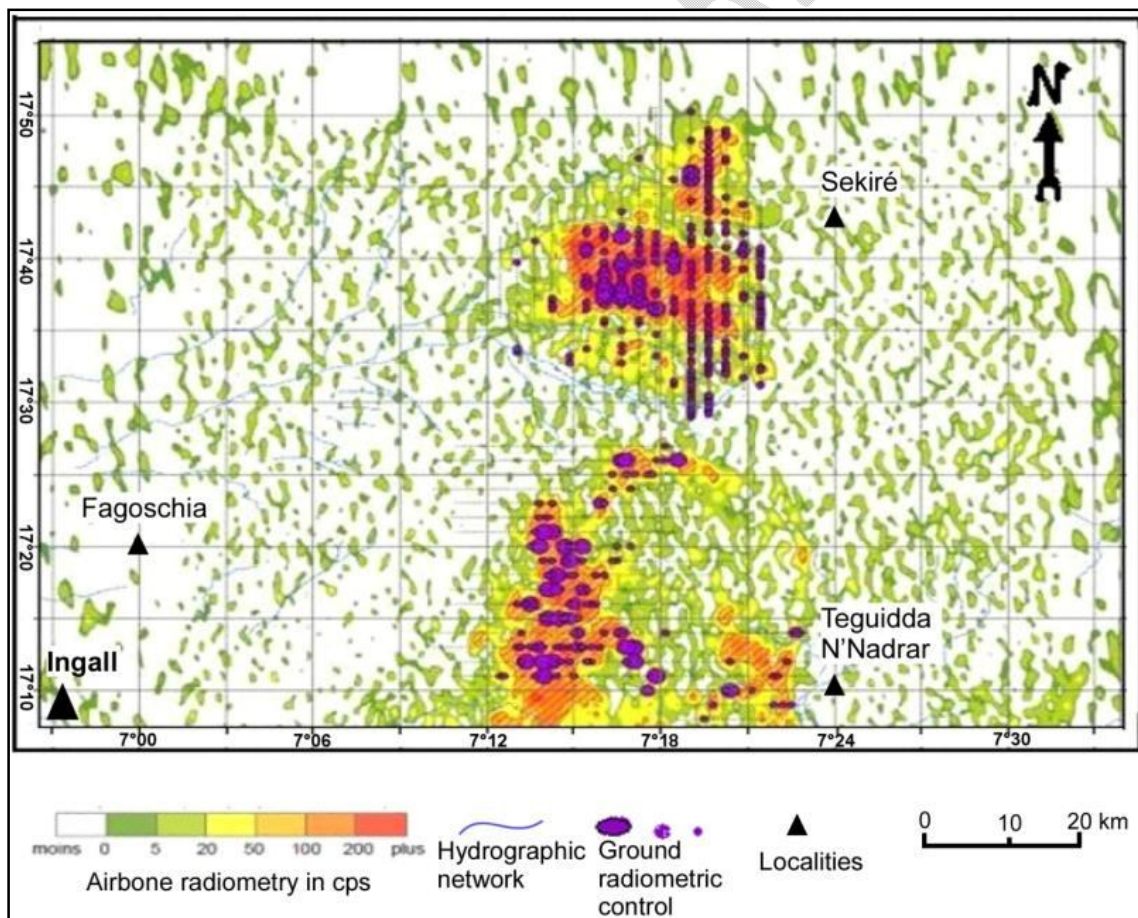 N
17°50
Sekiré
17°40
17°30
Fagoschia
17°20
Teguidda
N'Nadrar
Ingall
17°10
7°00 7°06 7°12 7°18 7°24 7°30
moins 0 5 20 50 100 200 plus
Airbone radiometry in cps
Hydrographic
network
Ground
radiometric
control
Localities
0 10 20 km